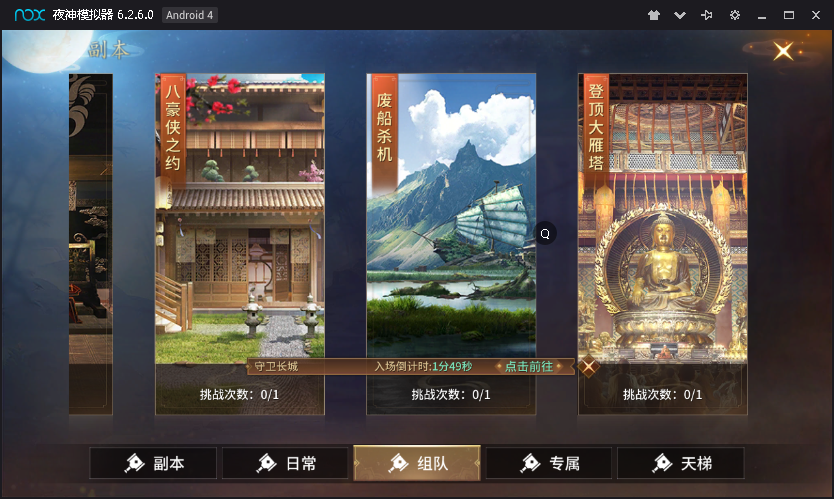 nox 夜神模拟器 6.2.6.0 Android 4
副本
八豪侠之约
废船杀机
登顶大雁塔
Q
守卫长城 入场倒计时:1分49秒 点击前往
挑战次数：0/1
挑战次数：0/1
挑战次数：0/1
副本
日常
组队
专属
天梯